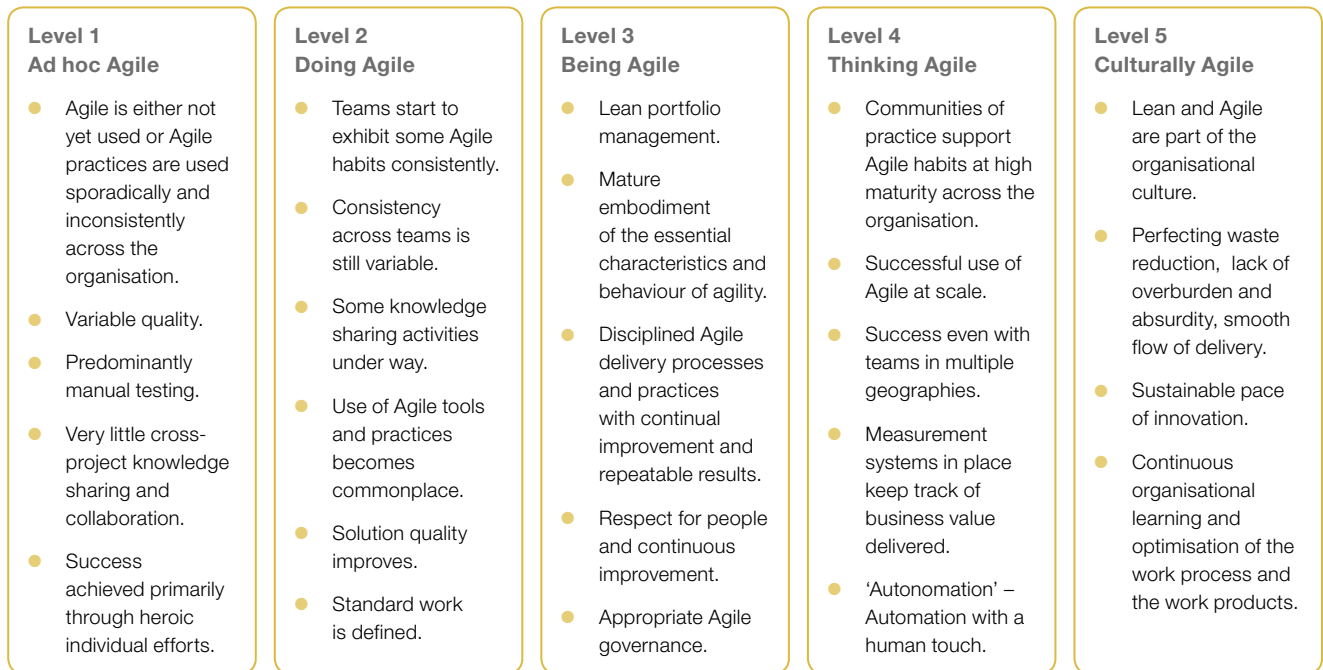 Level 1
Ad hoc Agile
Agile is either not
yet used or Agile
practices are used
sporadically and
inconsistently
across the
organisation.
Variable quality.
Predominantly
manual testing.
Very little cross-
project knowledge
sharing and
collaboration.
Success
achieved primarily
through heroic
individual efforts.
Level 2
Doing Agile
Teams start to
exhibit some Agile
habits consistently.
Consistency
across teams is
still variable.
Some knowledge
sharing activities
under way.
Use of Agile tools
and practices
becomes
commonplace.
Solution quality
improves.
Standard work
is defined.
Level 3
Being Agile
Lean portfolio
management.
Mature
embodiment
of the essential
characteristics and
behaviour of agility.
Disciplined Agile
delivery processes
and practices
with continual
improvement and
repeatable results.
Respect for people
and continuous
improvement.
Appropriate Agile
governance.
Level 4
Thinking Agile
Communities of
practice support
Agile habits at high
maturity across the
organisation.
Successful use of
Agile at scale.
Success even with
teams in multiple
geographies.
Measurement
systems in place
keep track of
business value
delivered.
‘Autonomation’ –
Automation with a
human touch.
Level 5
Culturally Agile
Lean and Agile
are part of the
organisational
culture.
Perfecting waste
reduction, lack of
overburden and
absurdity, smooth
flow of delivery.
Sustainable pace
of innovation.
Continuous
organisational
learning and
optimisation of the
work process and
the work products.